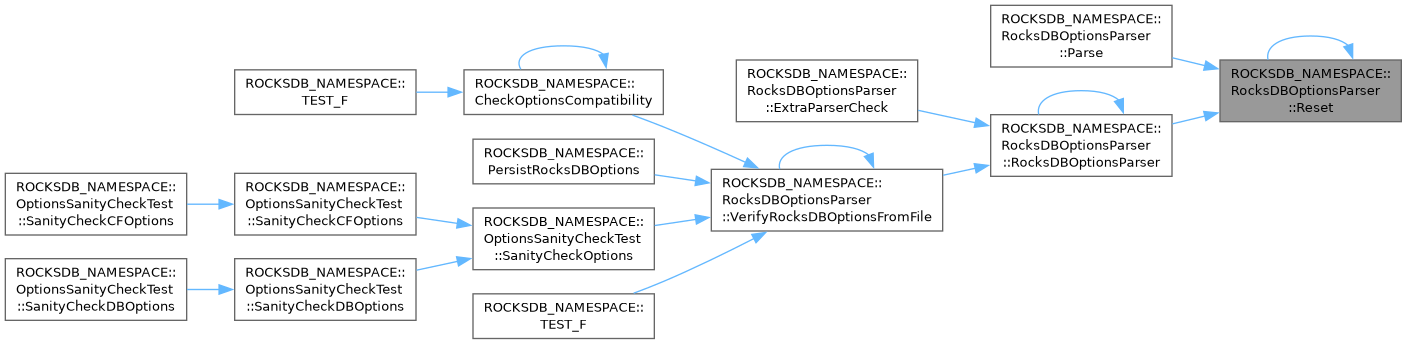 ROCKSDB_NAMESPACE::
RocksDBOptionsParser
::Parse
ROCKSDB_NAMESPACE::
RocksDBOptionsParser
::Reset
ROCKSDB_NAMESPACE::
TEST_F
ROCKSDB_NAMESPACE::
CheckOptionsCompatibility
ROCKSDB_NAMESPACE::
RocksDBOptionsParser
::ExtraParserCheck
ROCKSDB_NAMESPACE::
RocksDBOptionsParser
::RocksDBOptionsParser
ROCKSDB_NAMESPACE::
PersistRocksDBOptions
ROCKSDB_NAMESPACE::
RocksDBOptionsParser
::VerifyRocksDBOptionsFromFile
ROCKSDB_NAMESPACE::
OptionsSanityCheckTest
::SanityCheckCFOptions
ROCKSDB_NAMESPACE::
OptionsSanityCheckTest
::SanityCheckCFOptions
ROCKSDB_NAMESPACE::
OptionsSanityCheckTest
::SanityCheckOptions
ROCKSDB_NAMESPACE::
OptionsSanityCheckTest
::SanityCheckDBOptions
ROCKSDB_NAMESPACE::
OptionsSanityCheckTest
::SanityCheckDBOptions
ROCKSDB_NAMESPACE::
TEST_F